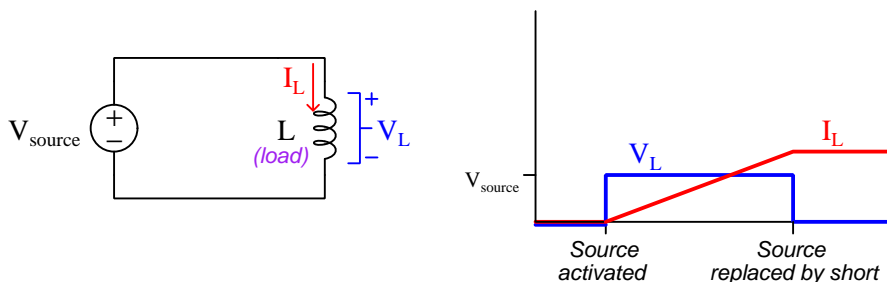 I_L
+
V_source
+
−
L
(load)
V_L
−
V_L
I_L
V_source
Source
activated
Source
replaced by short